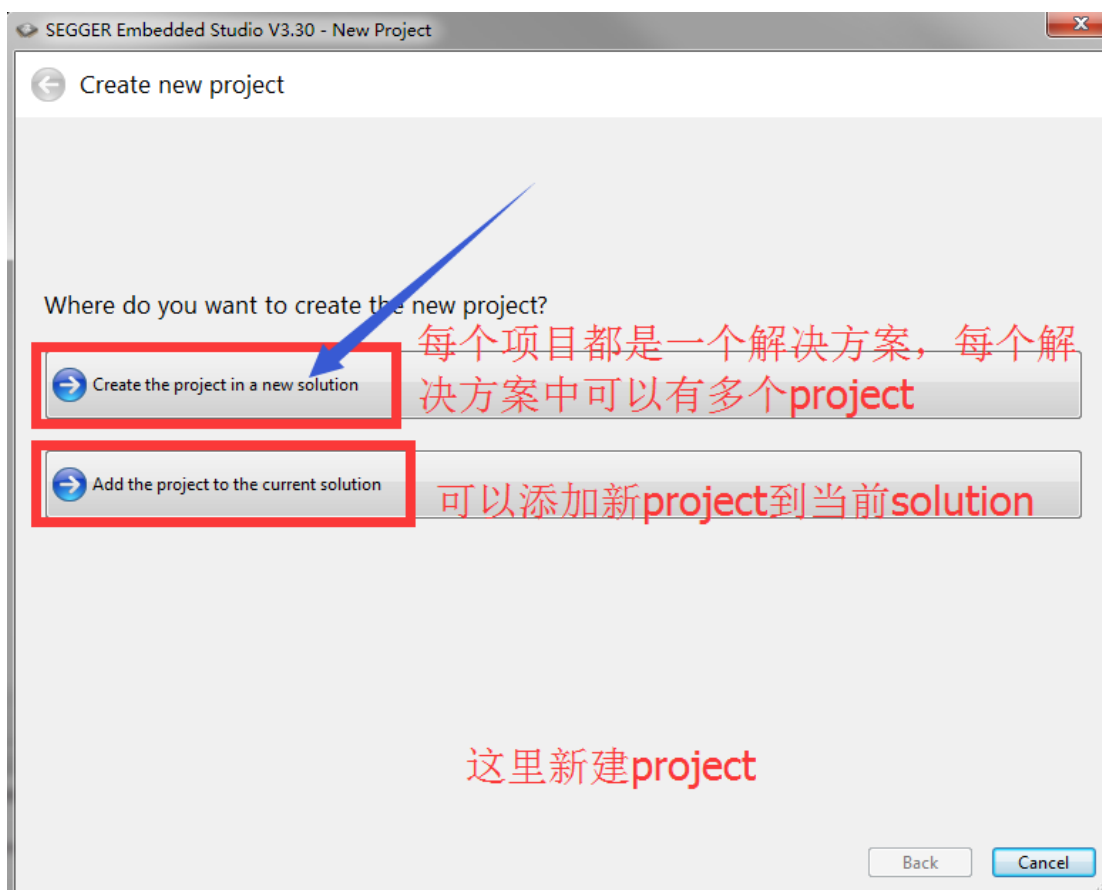 SEGGER Embedded Studio V3.30 - New Project
Create new project
Where do you want to create the new project?
每个项目都是一个解决方案，每个解
决方案中可以有多个project
Create the project in a new solution
Add the project to the current solution
可以添加新project到当前solution
这里新建project
Back
Cancel